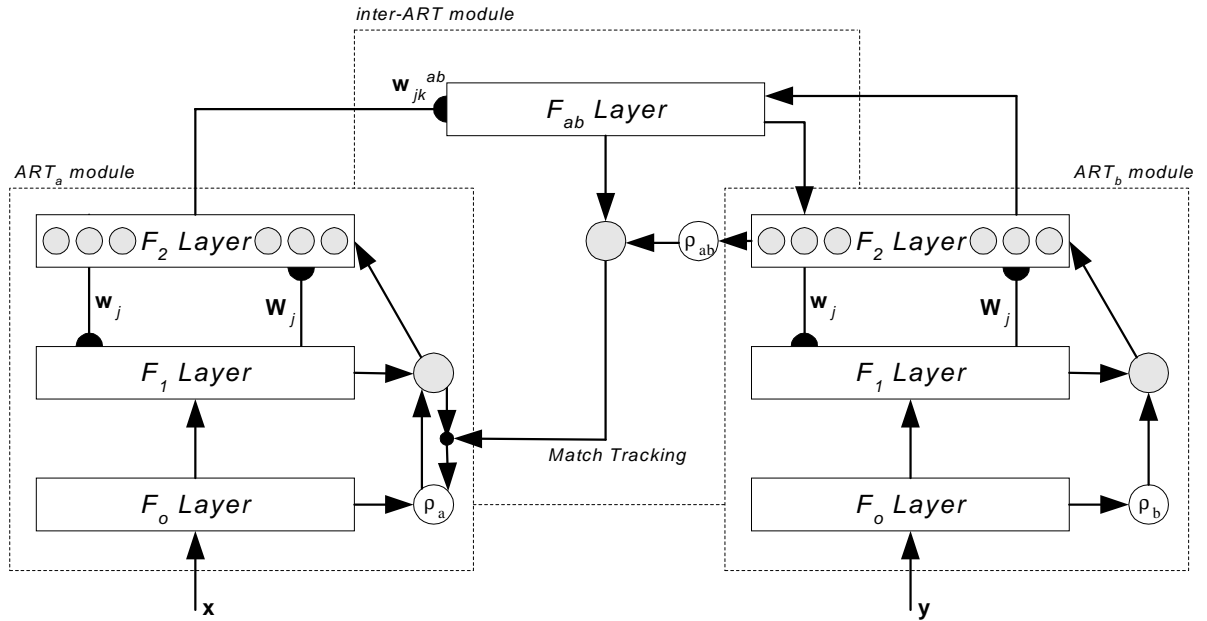 inter-ART module
w_jk^ab
F_ab Layer
ART_a module
ART_b module
F_2 Layer
ρ_ab
F_2 Layer
w_j
W_j
w_j
W_j
F_1 Layer
F_1 Layer
Match Tracking
F_o Layer
ρ_a
F_o Layer
ρ_b
x
y